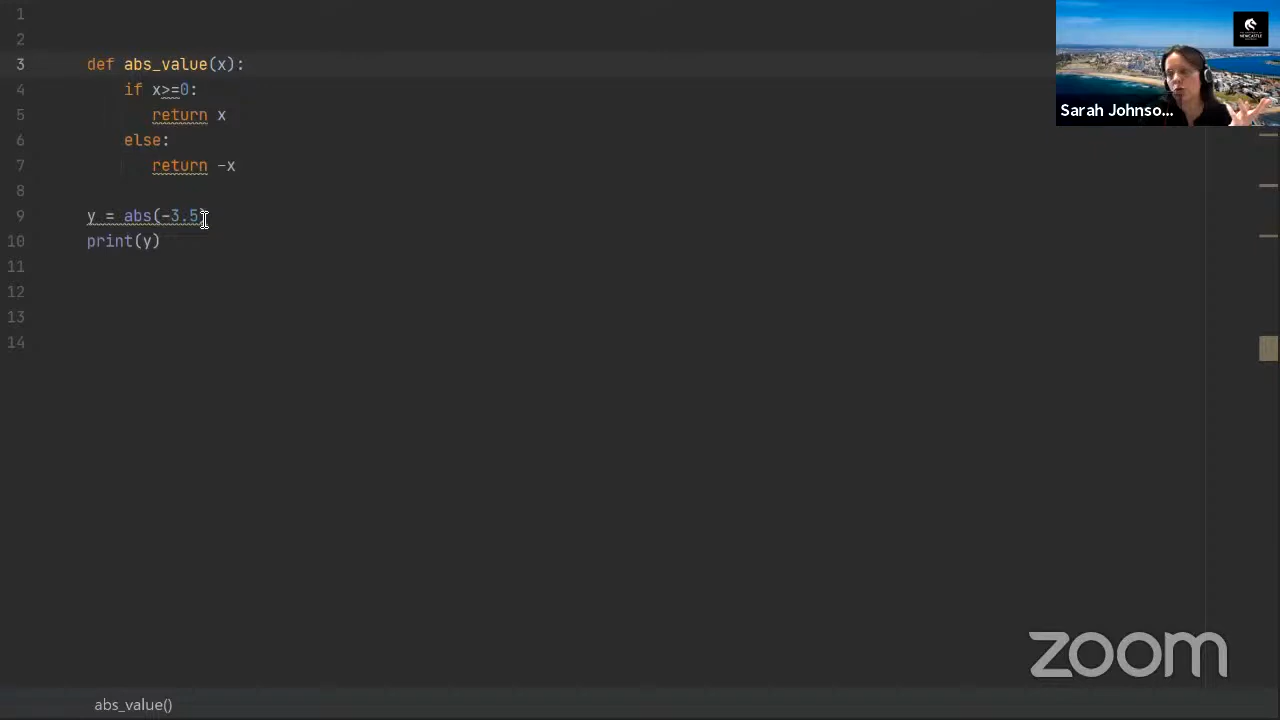 1
2
3 def abs_value(x):
4 if x>=0:
5 return x
6 else:
7 return -x
8
9 y = abs(-3.5)
10 print(y)
11
12
13
14
abs_value()
NEWCASTLE
Sarah Johnso...
zoom